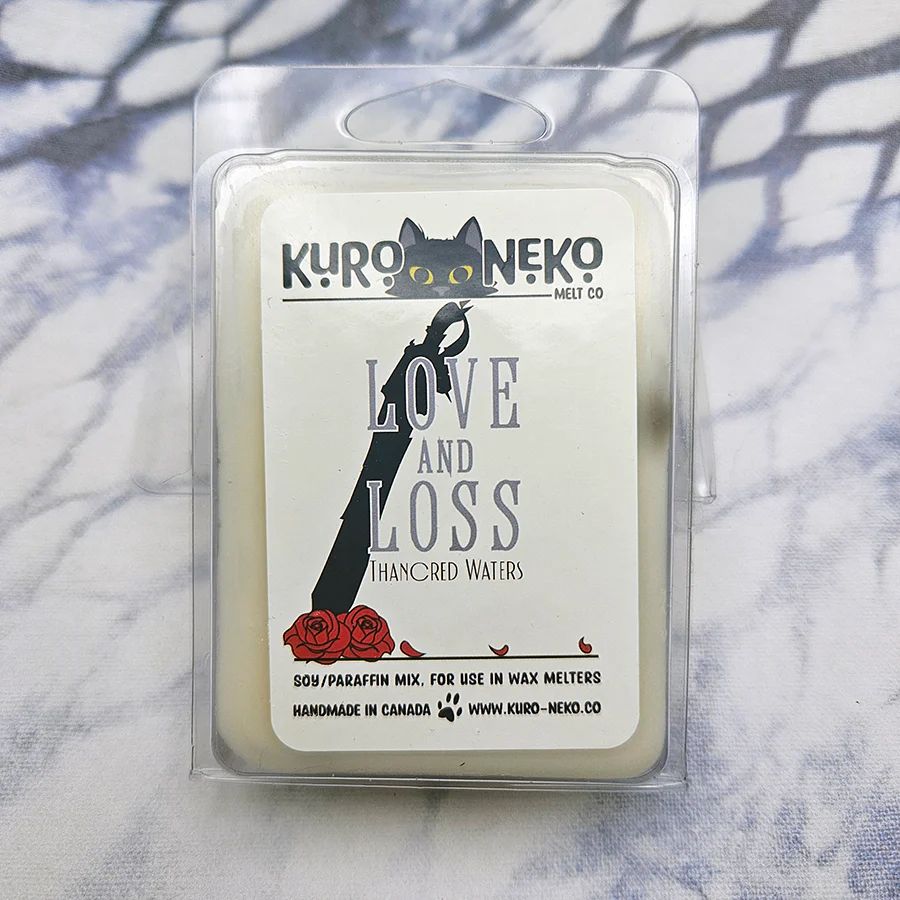 KURO NEKO
MELT CO
LOVE
AND
LOSS
THANCRED WATERS
SOY/PARAFFIN MIX, FOR USE IN WAX MELTERS
HANDMADE IN CANADA WWW.KURO-NEKO.CO